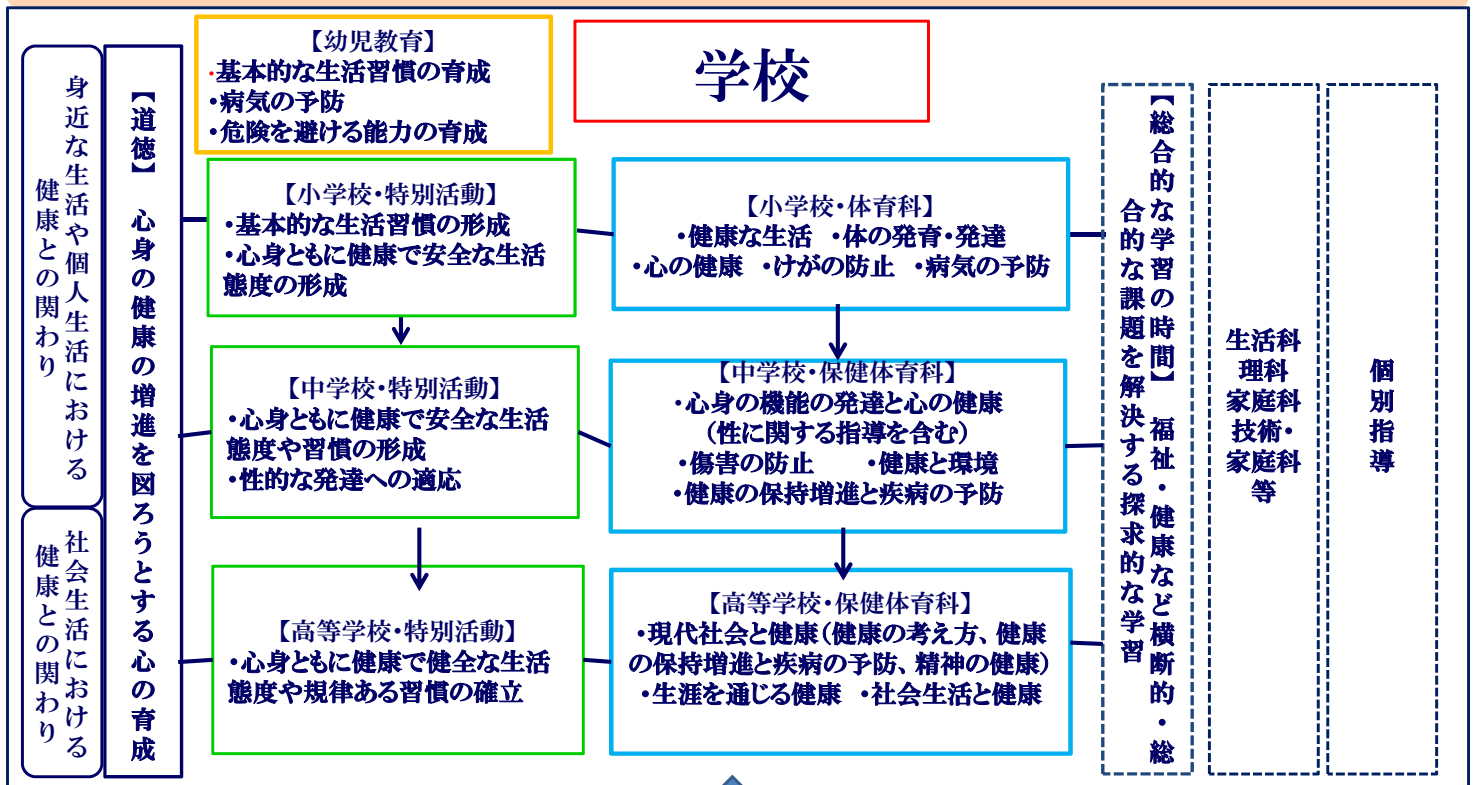 学校
【幼児教育】
・基本的な生活習慣の育成
・病気の予防
・危険を避ける能力の育成
身近な生活や個人生活における
健康との関わり
社会生活における
健康との関わり
【道徳】 心身の健康の増進を図ろうとする心の育成
【小学校・特別活動】
・基本的な生活習慣の形成
・心身ともに健康で安全な生活
態度の形成
【小学校・体育科】
・健康な生活 ・体の発育・発達
・心の健康 ・けがの防止 ・病気の予防
【中学校・特別活動】
・心身ともに健康で安全な生活
態度や習慣の形成
・性的な発達への適応
【中学校・保健体育科】
・心身の機能の発達と心の健康
（性に関する指導を含む）
・傷害の防止 ・健康と環境
・健康の保持増進と疾病の予防
【高等学校・特別活動】
・心身ともに健康で健全な生活
態度や規律ある習慣の確立
【高等学校・保健体育科】
・現代社会と健康（健康の考え方、健康
の保持増進と疾病の予防、精神の健康）
・生涯を通じる健康 ・社会生活と健康
【総合的な学習の時間】 福祉・健康など横断的・総
合的な課題を解決する探求的な学習
生活科
理科
家庭科
技術・
家庭科
等
個別指導